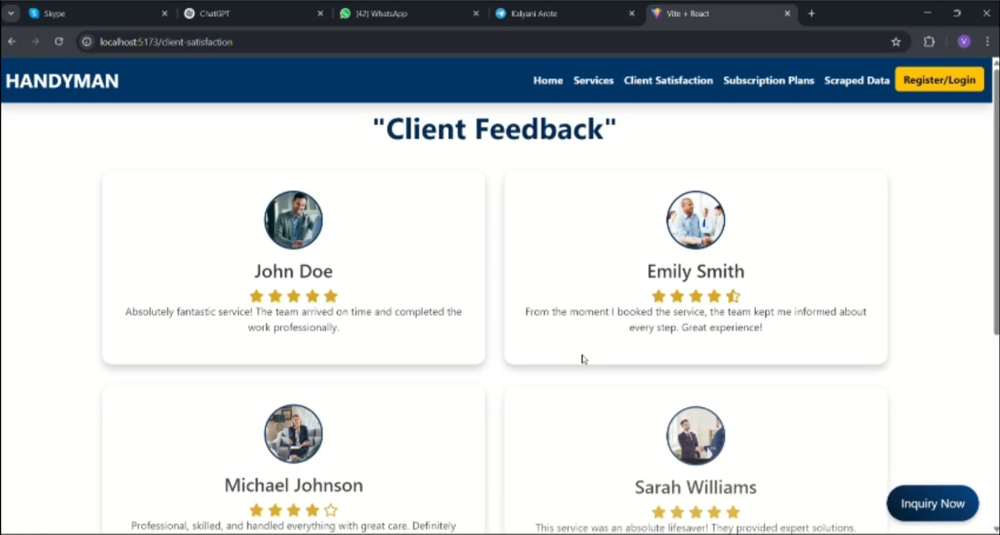 Skype
ChatGPT
(42) WhatsApp
Kalyani Arote
Vite + React
localhost:5173/client-satisfaction
V
HANDYMAN
Home
Services
Client Satisfaction
Subscription Plans
Scraped Data
Register/Login
"Client Feedback"
John Doe
Absolutely fantastic service! The team arrived on time and completed the
work professionally.
Emily Smith
From the moment I booked the service, the team kept me informed about
every step. Great experience!
Michael Johnson
Professional, skilled, and handled everything with great care. Definitely
Sarah Williams
This service was an absolute lifesaver! They provided expert solutions.
Inquiry Now